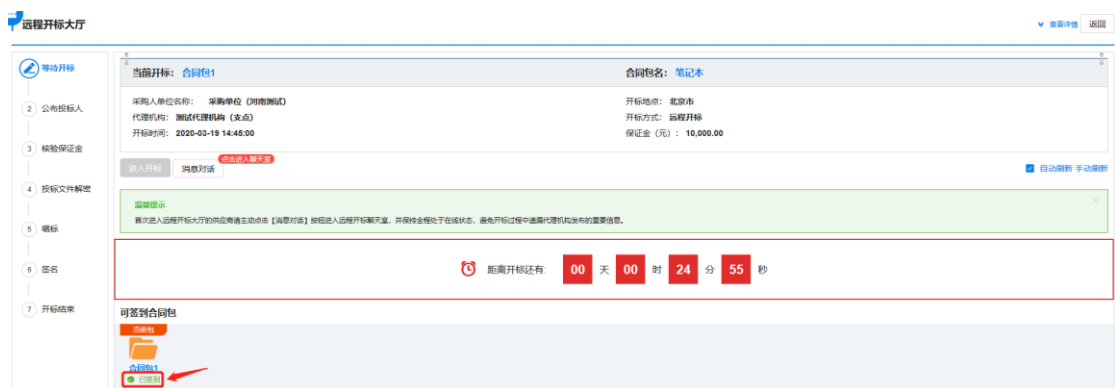 远程开标大厅
查看详情 返回
等待开标
2 公布投标人
3 核验保证金
4 投标文件解密
5 唱标
6 签名
7 开标结束
当前开标： 合同包1 合同包名： 笔记本
采购人单位名称： 采购单位（河南测试） 开标地点： 北京市
代理机构： 测试代理机构（支点） 开标方式： 远程开标
开标时间： 2020-03-19 14:45:00 保证金（元）： 10,000.00
点击进入聊天室
进入开标 消息对话 自动刷新 手动刷新
温馨提示
首次进入远程开标大厅的供应商请主动点击【消息对话】按钮进入远程开标聊天室，并保持全程处于在线状态，避免开标过程中遗漏代理机构发布的重要信息。
距离开标还有: 00 天 00 时 24 分 55 秒
可签到合同包
当前包
合同包1
已签到